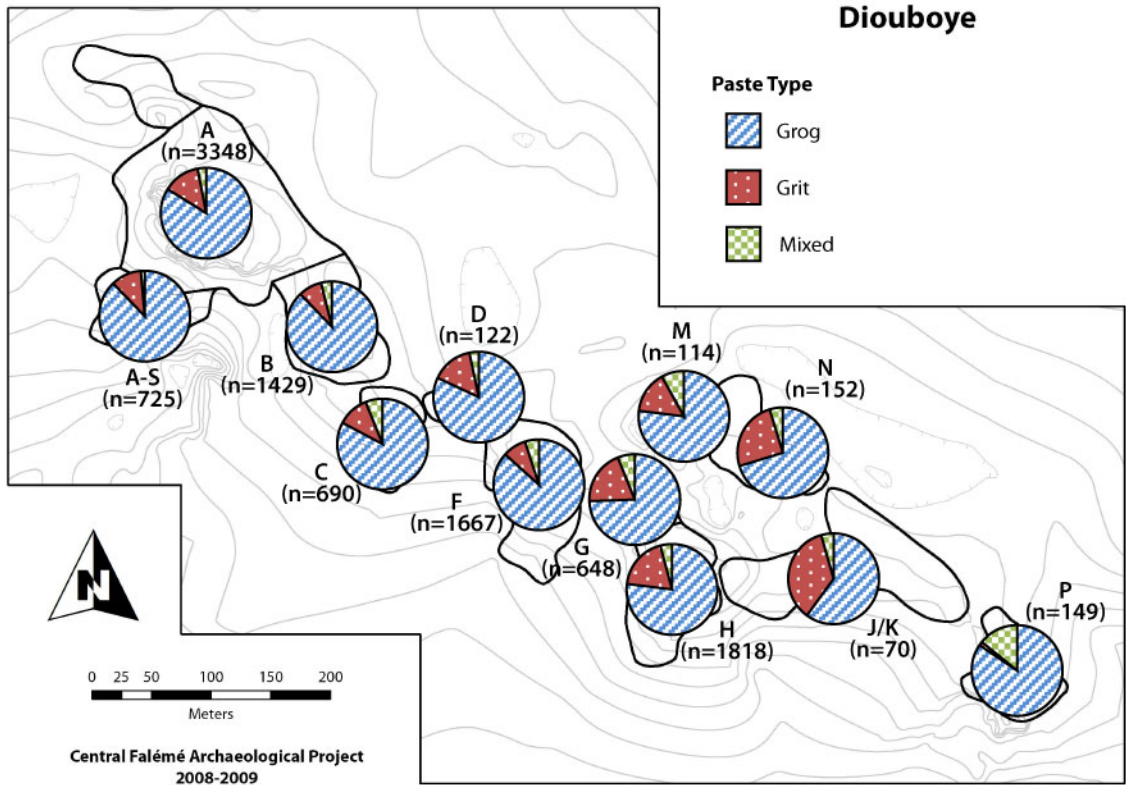 Diouboye
Paste Type
Grog
Grit
Mixed
A
(n=3348)
A-S
(n=725)
B
(n=1429)
C
(n=690)
D
(n=122)
F
(n=1667)
G
(n=648)
H
(n=1818)
M
(n=114)
N
(n=152)
J/K
(n=70)
P
(n=149)
N
0 25 50 100 150 200
Meters
Central Falémé Archaeological Project
2008-2009